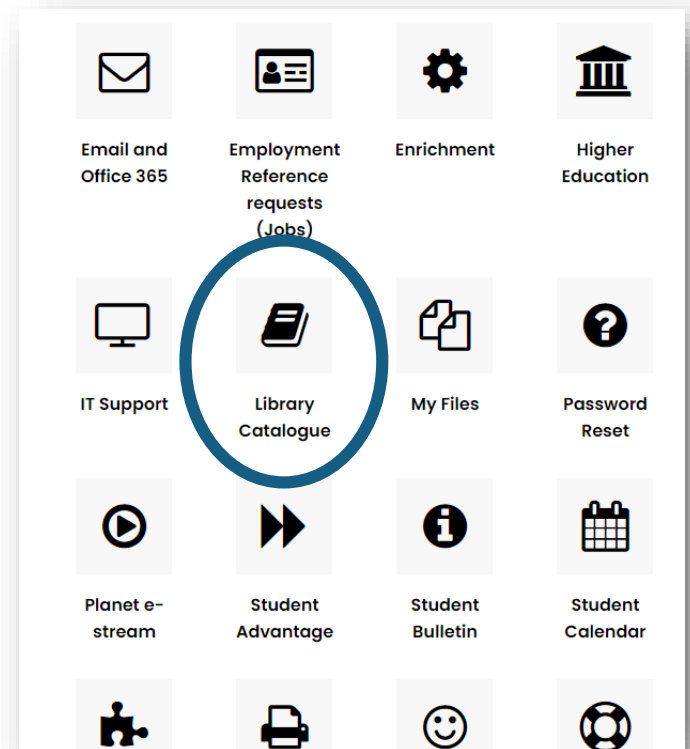 Email and
Office 365
Employment
Reference
requests
(Jobs)
Enrichment
Higher
Education
IT Support
Library
Catalogue
My Files
Password
Reset
Planet e-
stream
Student
Advantage
Student
Bulletin
Student
Calendar